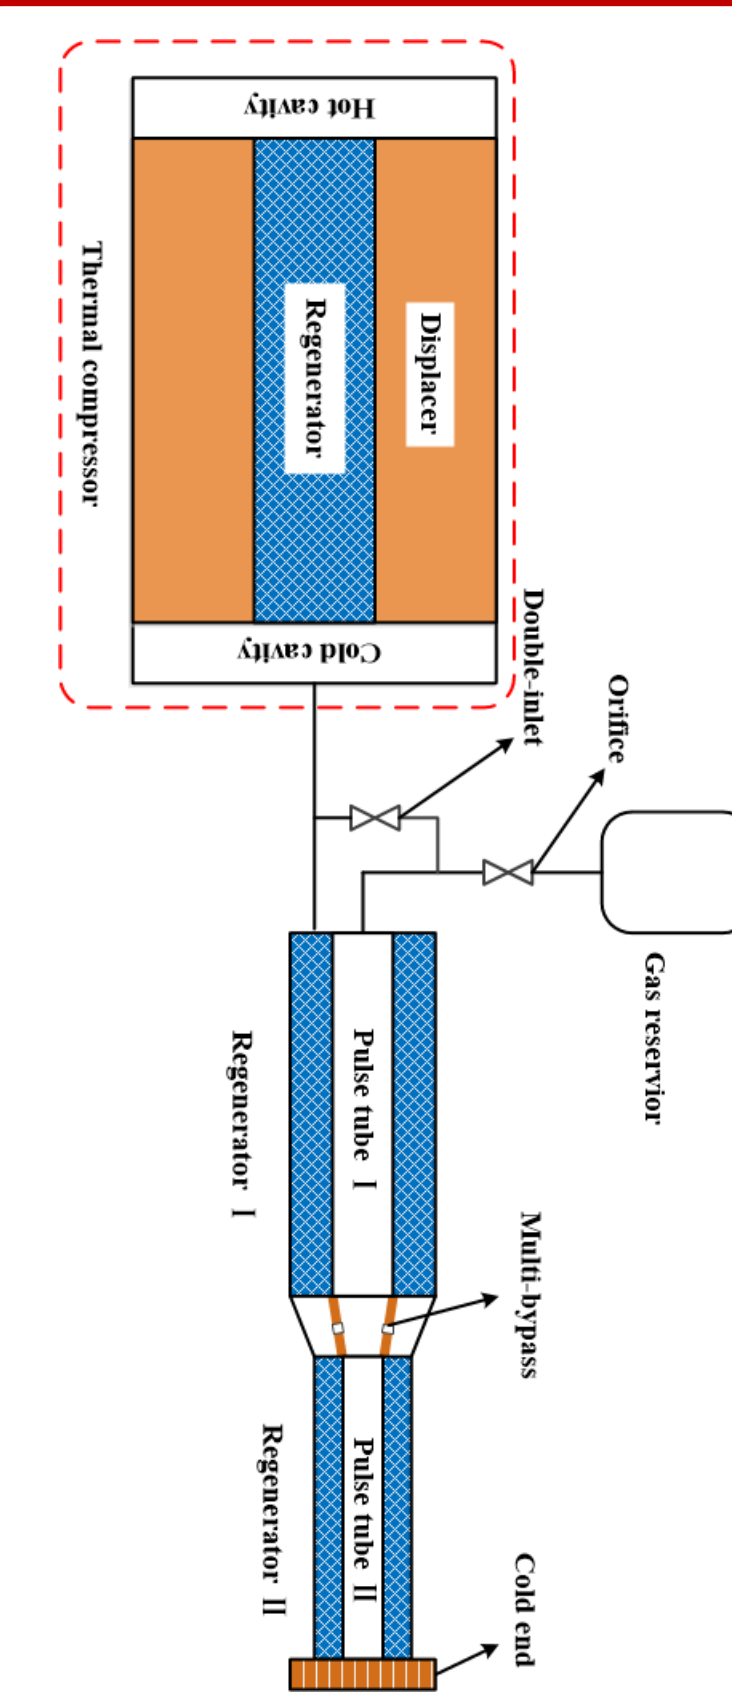 Hot cavity
Displacer
Regenerator
Thermal compressor
Cold cavity
Double-inlet
Orifice
Gas reservior
Pulse tube I
Regenerator I
Multi-bypass
Pulse tube II
Regenerator II
Cold end